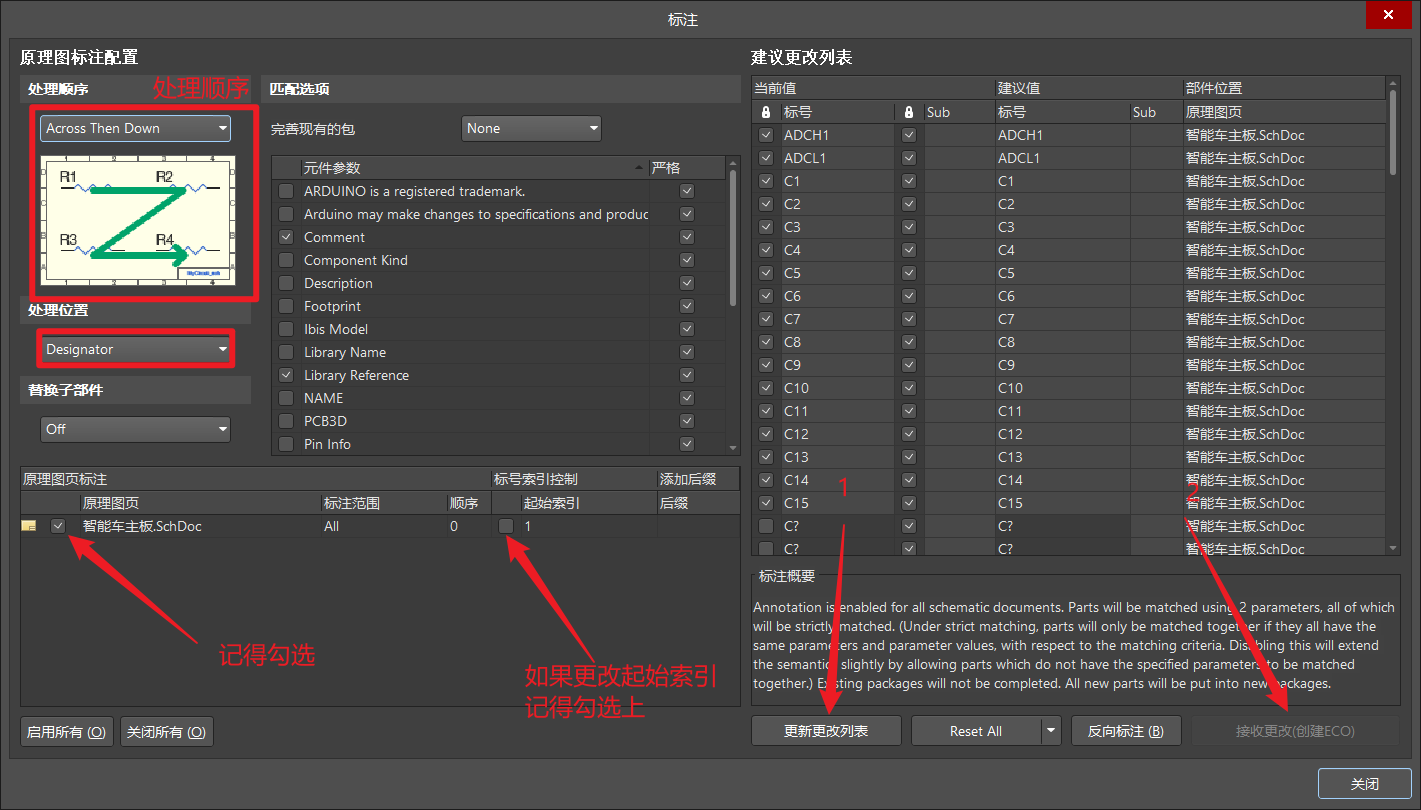 标注
原理图标注配置
处理顺序 处理顺序
Across Then Down
R1 R2
R3 R4
处理位置
Designator
替换子部件
Off
匹配选项
完善现有的包 None
元件参数 严格
ARDUINO is a registered trademark.
Arduino may make changes to specifications and produc
Comment
Component Kind
Description
Footprint
Ibis Model
Library Name
Library Reference
NAME
PCB3D
Pin Info
原理图页标注 标号索引控制 添加后缀
原理图页 标注范围 顺序 起始索引 后缀
智能车主板.SchDoc All 0 1
记得勾选
如果更改起始索引
记得勾选上
启用所有 (O) 关闭所有 (O)
建议更改列表
当前值 建议值 部件位置
标号 Sub 标号 Sub 原理图页
ADCH1 ADCH1 智能车主板.SchDoc
ADCL1 ADCL1 智能车主板.SchDoc
C1 C1 智能车主板.SchDoc
C2 C2 智能车主板.SchDoc
C3 C3 智能车主板.SchDoc
C4 C4 智能车主板.SchDoc
C5 C5 智能车主板.SchDoc
C6 C6 智能车主板.SchDoc
C7 C7 智能车主板.SchDoc
C8 C8 智能车主板.SchDoc
C9 C9 智能车主板.SchDoc
C10 C10 智能车主板.SchDoc
C11 C11 智能车主板.SchDoc
C12 C12 智能车主板.SchDoc
C13 C13 智能车主板.SchDoc
C14 C14 智能车主板.SchDoc
1 2
C15 C15 智能车主板.SchDoc
C? C? 智能车主板.SchDoc
C? C? 智能车主板.SchDoc
标注概要
Annotation is enabled for all schematic documents. Parts will be matched using 2 parameters, all of which
will be strictly matched. (Under strict matching, parts will only be matched together if they all have the
same parameters and parameter values, with respect to the matching criteria. Disabling this will extend
the semantics slightly by allowing parts which do not have the specified parameters to be matched
together.) Existing packages will not be completed. All new parts will be put into new packages.
更新更改列表 Reset All 反向标注 (B) 接收更改(创建ECO)
关闭